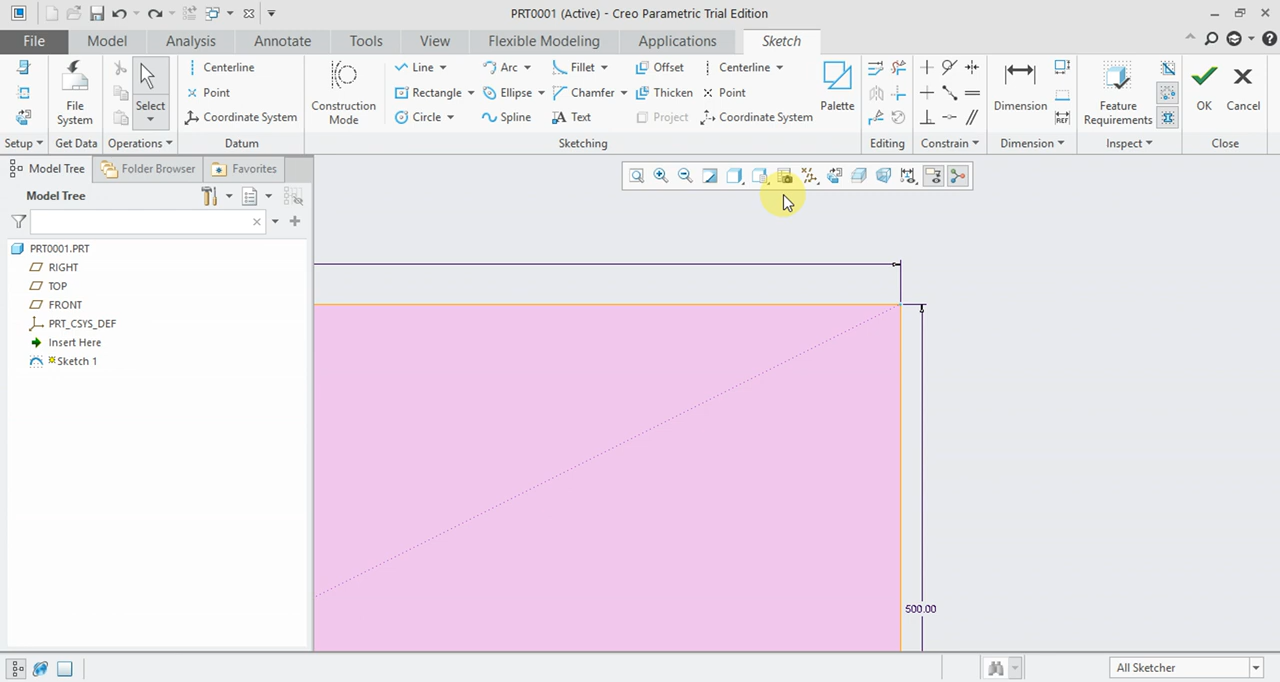 PRT0001 (Active) - Creo Parametric Trial Edition
File Model Analysis Annotate Tools View Flexible Modeling Applications Sketch
Centerline Line Arc Fillet Offset Centerline
Point Rectangle Ellipse Chamfer Thicken Point
File System Select Coordinate System Construction Mode Circle Spline Text Project Coordinate System Palette Dimension Feature Requirements OK Cancel
Setup Get Data Operations Datum Sketching Editing Constrain Dimension Inspect Close
REF
Model Tree Folder Browser Favorites
Model Tree
PRT0001.PRT
RIGHT
TOP
FRONT
PRT_CSYS_DEF
Insert Here
Sketch 1
500.00
All Sketcher